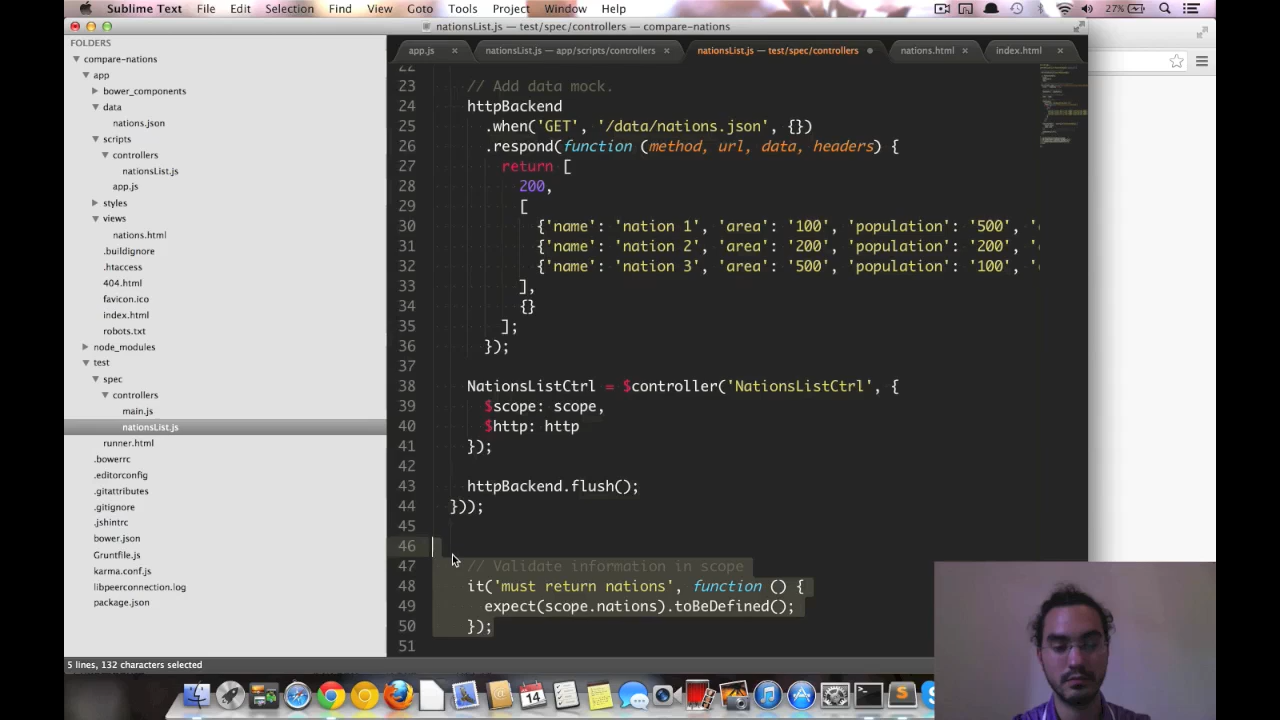 Sublime Text File Edit Selection Find View Goto Tools Project Window Help 27%
nationsList.js — test/spec/controllers — compare-nations
FOLDERS
compare-nations
app
bower_components
data
nations.json
scripts
controllers
nationsList.js
app.js
styles
views
nations.html
.buildignore
.htaccess
404.html
favicon.ico
index.html
robots.txt
node_modules
test
spec
controllers
main.js
nationsList.js
runner.html
.bowerrc
.editorconfig
.gitattributes
.gitignore
.jshintrc
bower.json
Gruntfile.js
karma.conf.js
libpeerconnection.log
package.json
app.js × nationsList.js — app/scripts/controllers × nationsList.js — test/spec/controllers nations.html × index.html ×
22
23 // Add data mock.
24 httpBackend
25 .when('GET', '/data/nations.json', {})
26 .respond(function (method, url, data, headers) {
27 return [
28 200,
29 [
30 {'name': 'nation 1', 'area': '100', 'population': '500',
31 {'name': 'nation 2', 'area': '200', 'population': '200',
32 {'name': 'nation 3', 'area': '500', 'population': '100',
33 ],
34 {}
35 ];
36 });
37
38 NationsListCtrl = $controller('NationsListCtrl', {
39 $scope: scope,
40 $http: http
41 });
42
43 httpBackend.flush();
44 }));
45
46
47 // Validate information in scope
48 it('must return nations', function () {
49 expect(scope.nations).toBeDefined();
50 });
51
5 lines, 132 characters selected
14